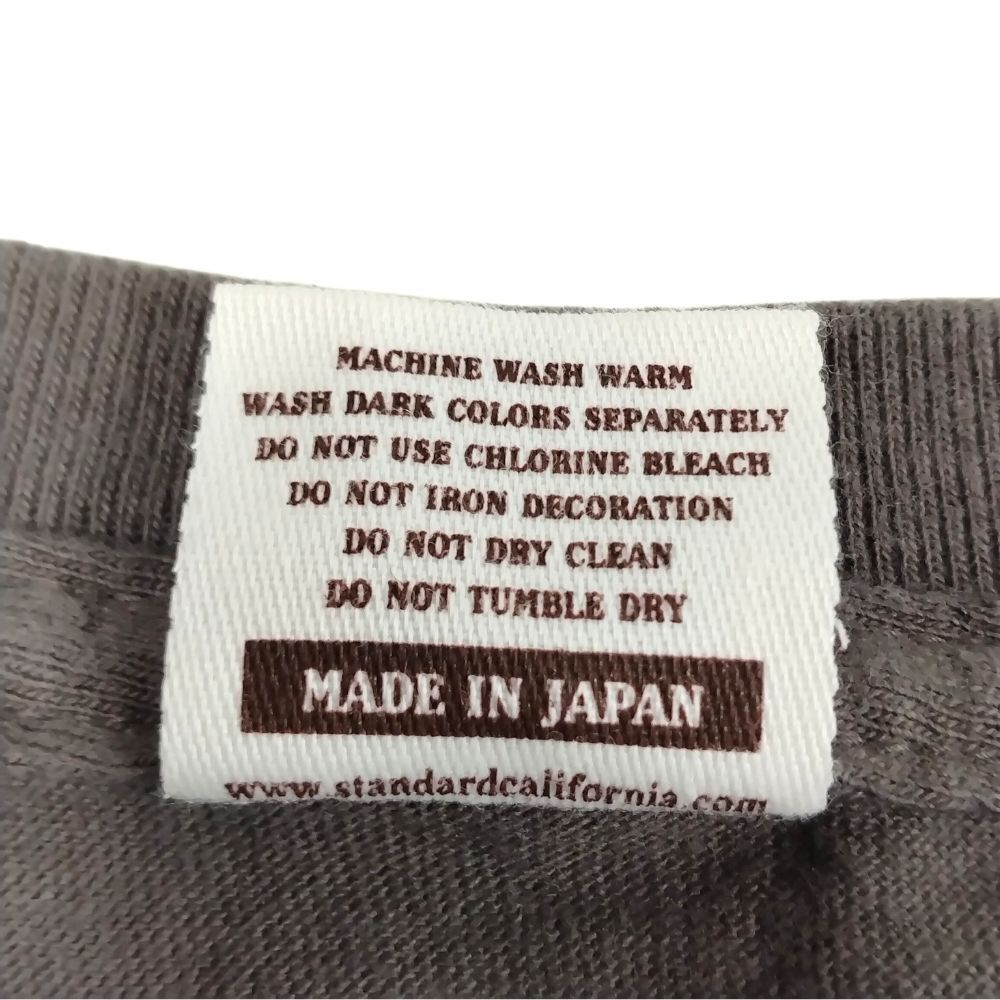 MACHINE WASH WARM
WASH DARK COLORS SEPARATELY
DO NOT USE CHLORINE BLEACH
DO NOT IRON DECORATION
DO NOT DRY CLEAN
DO NOT TUMBLE DRY
MADE IN JAPAN
www.standardcalifornia.com